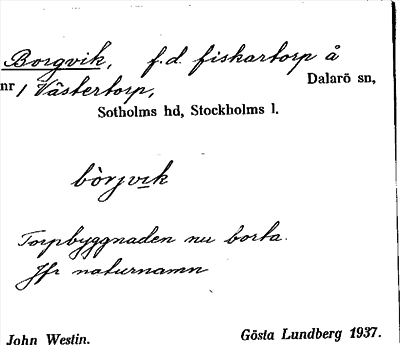 Borgvik, f.d. fiskartorp å
nr 1 Västertorp, Dalarö sn,
Sotholms hd, Stockholms l.
bòrjvık
Torpbyggnaden nu borta.
Jfr naturnamn
John Westin. Gösta Lundberg 1937.